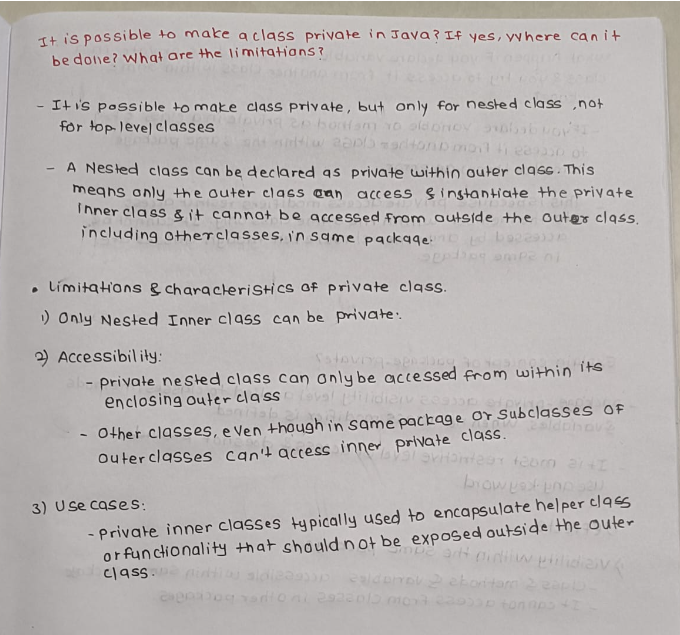 It is possible to make a class private in Java? If yes, where can it
be done? What are the limitations?
- It is possible to make class private, but only for nested class, not
for top level classes
- A Nested class can be declared as private within outer class. This
means only the outer class can access & instantiate the private
Inner class & it cannot be accessed from outside the outer class.
including other classes, in same package.
• Limitations & characteristics of private class.
1) Only Nested Inner class can be private.
2) Accessibility:
- private nested class can only be accessed from within its
enclosing outer class
- Other classes, even though in same package or subclasses of
outer classes can't access inner private class.
3) Use cases:
- private inner classes typically used to encapsulate helper class
or functionality that should not be exposed outside the outer
class.